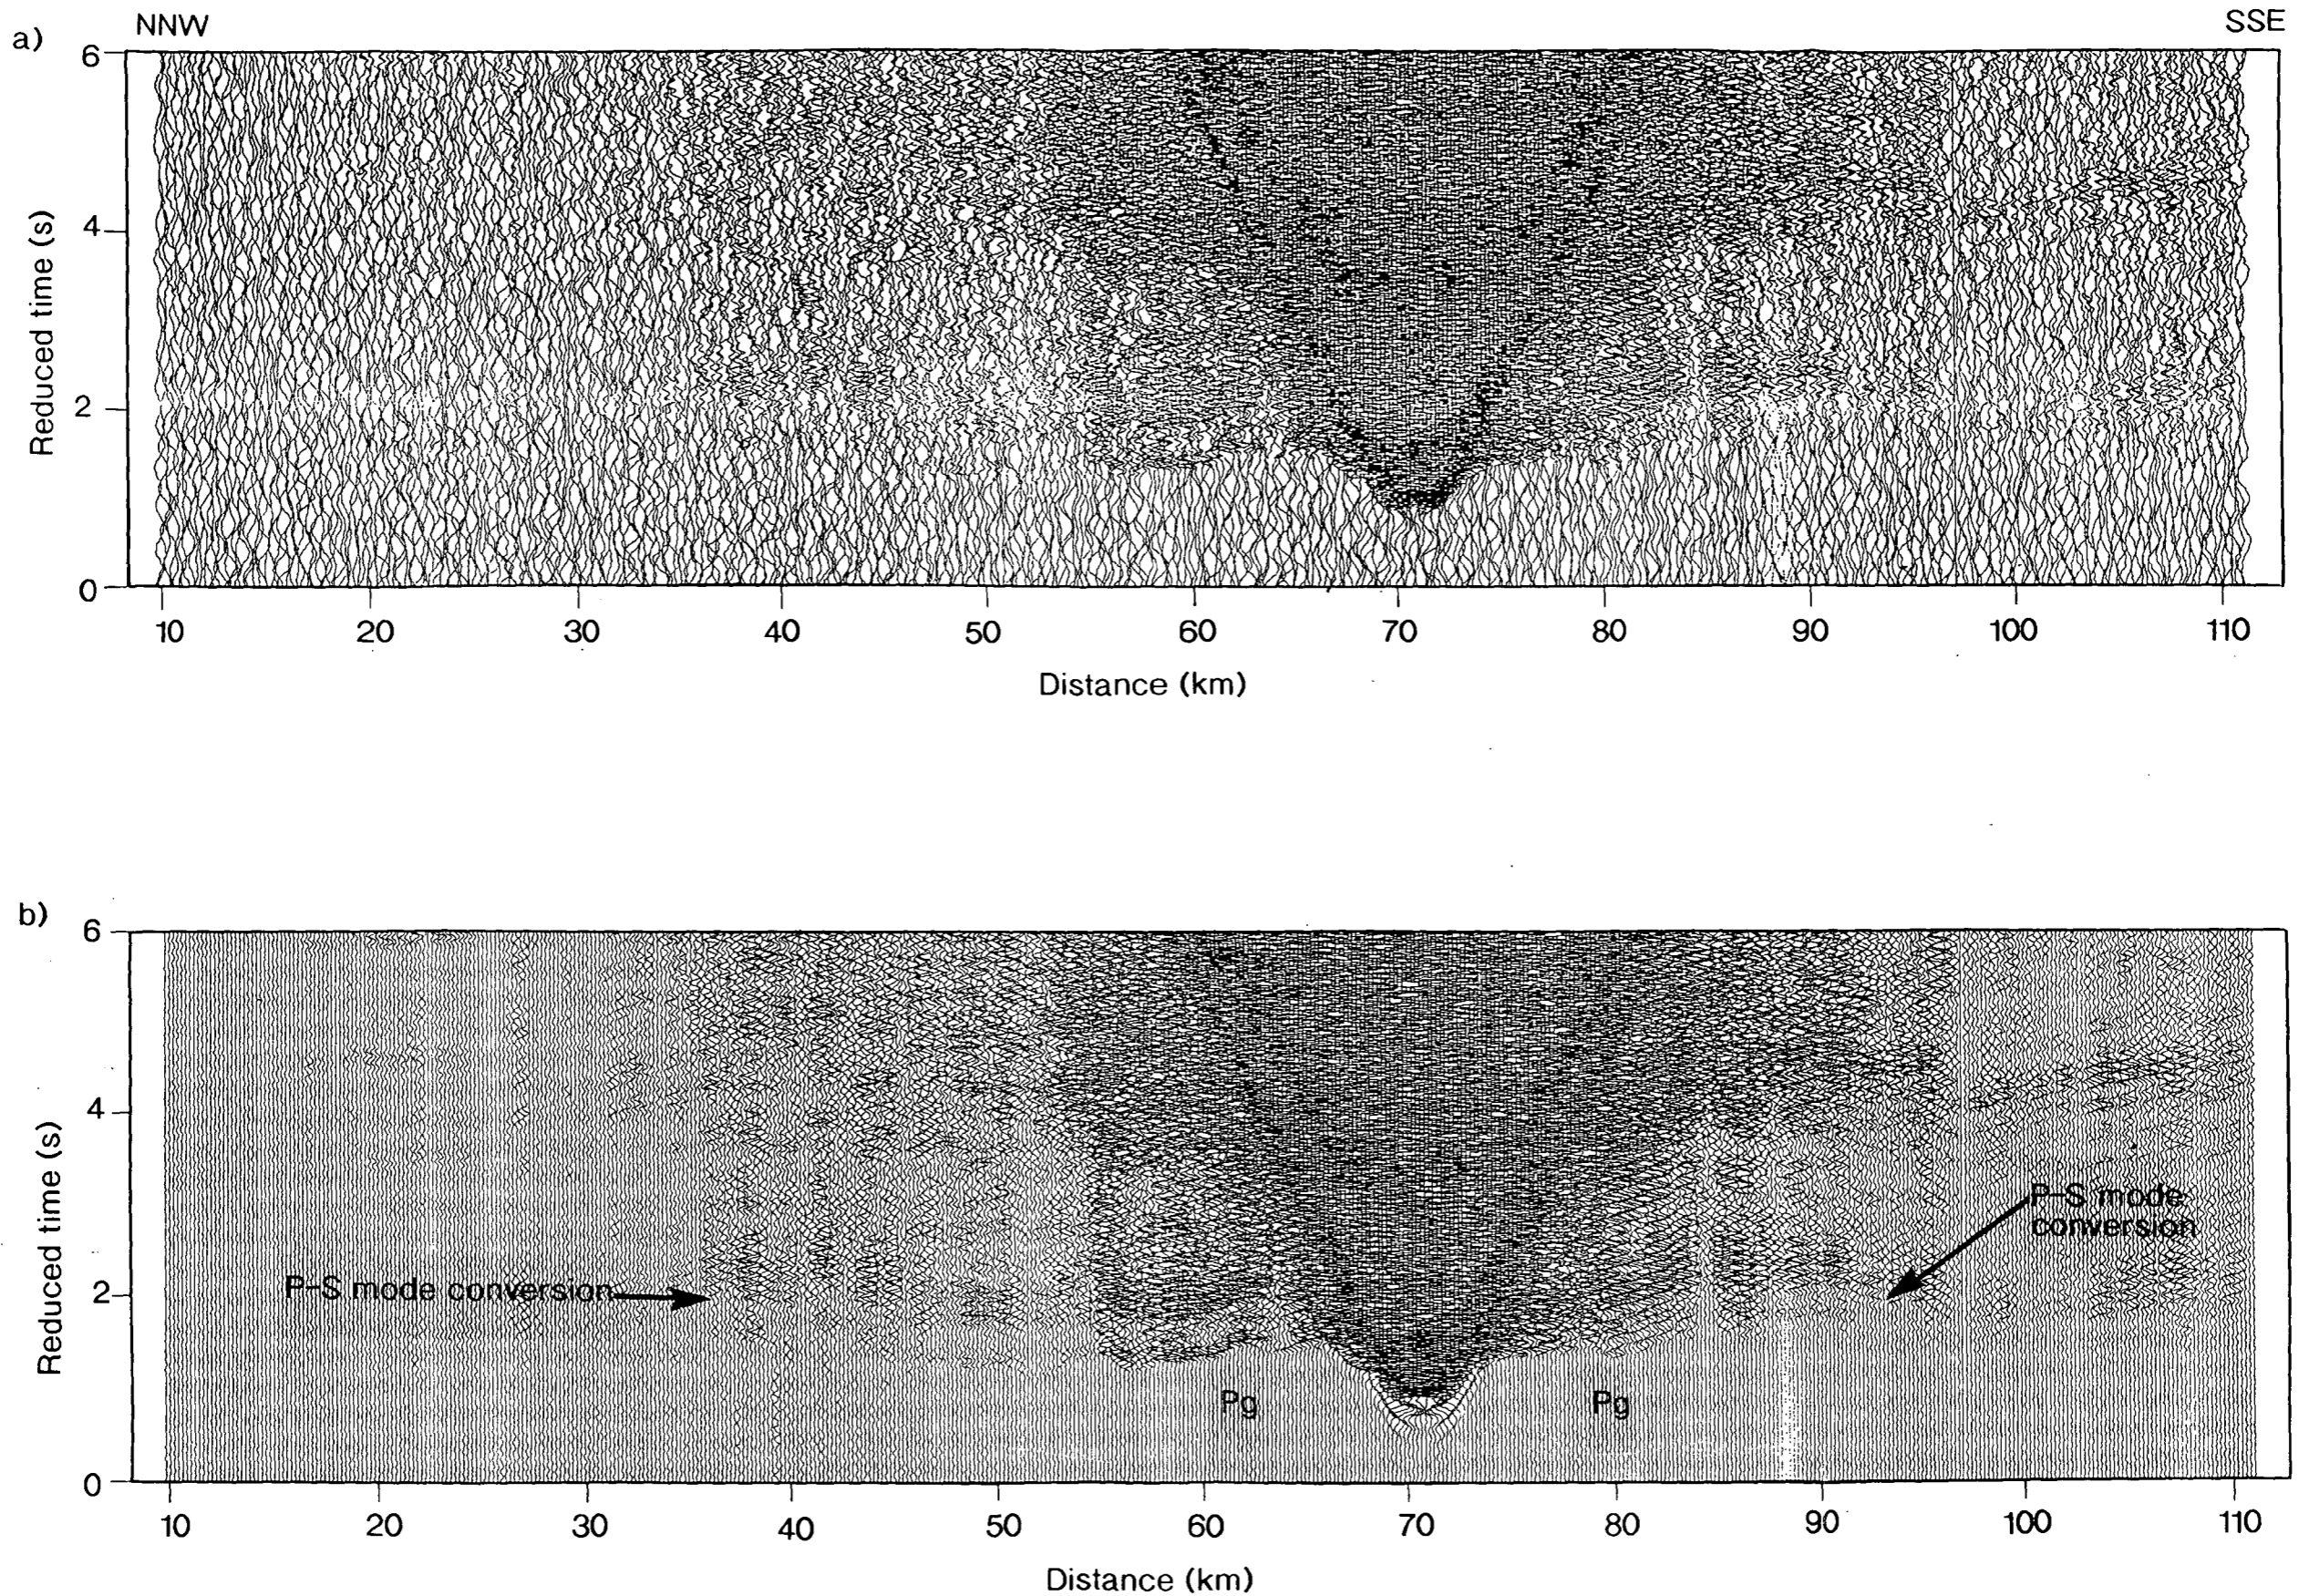 a)
NNW
SSE
6
4
2
0
Reduced time (s)
10 20 30 40 50 60 70 80 90 100 110
Distance (km)
b)
6
4
2
0
Reduced time (s)
P-S mode conversion
P-S mode
conversion
Pg
Pg
10 20 30 40 50 60 70 80 90 100 110
Distance (km)